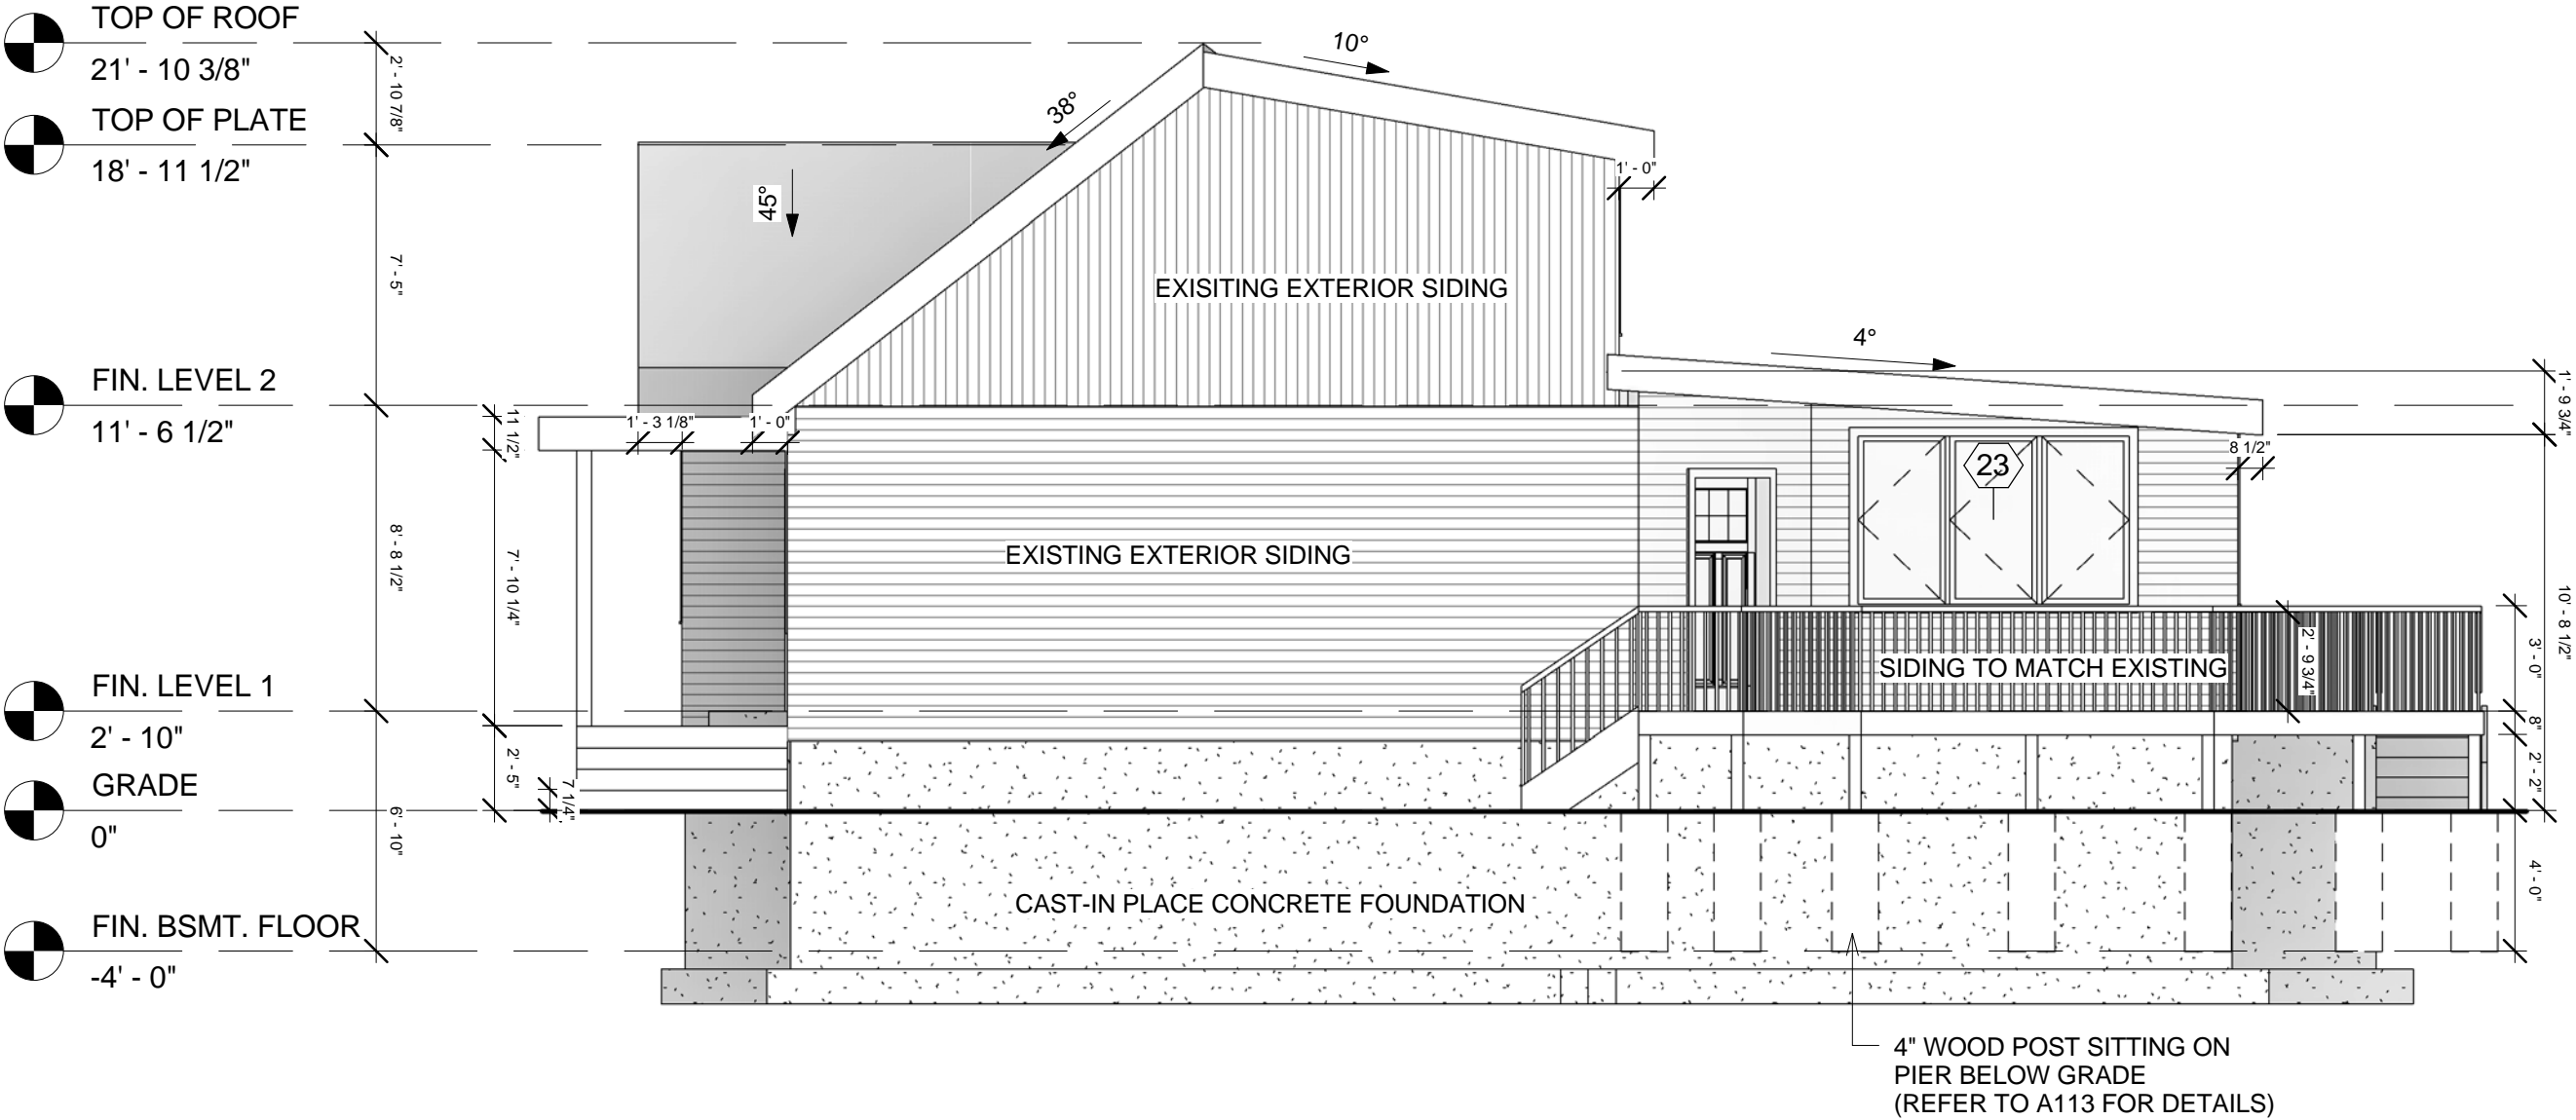 TOP OF ROOF
21' - 10 3/8"
TOP OF PLATE
18' - 11 1/2"
FIN. LEVEL 2
11' - 6 1/2"
FIN. LEVEL 1
2' - 10"
GRADE
0"
FIN. BSMT. FLOOR
-4' - 0"
2' - 10 7/8"
7' - 5"
8' - 8 1/2"
6' - 10"
11 1/2"
7' - 10 1/4"
2' - 5"
7 1/4"
1' - 3 1/8"
1' - 0"
45°
38°
10°
1' - 0"
4°
EXISITING EXTERIOR SIDING
EXISTING EXTERIOR SIDING
23
8 1/2"
SIDING TO MATCH EXISTING
2' - 9 3/4"
1' - 9 3/4"
10' - 8 1/2"
3' - 0"
8"
2' - 2"
4' - 0"
CAST-IN PLACE CONCRETE FOUNDATION
4" WOOD POST SITTING ON
PIER BELOW GRADE
(REFER TO A113 FOR DETAILS)